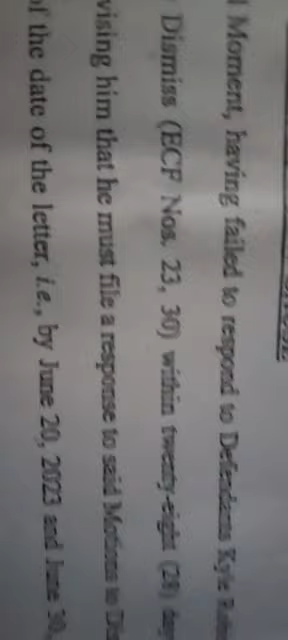 Moment, having failed to respond to Defendants Kyle
Dismiss (ECF Nos. 23, 30) within twenty-eight (28)
vising him that he must file a response to said Motions to
of the date of the letter, i.e., by June 20, 2023 and June 30,